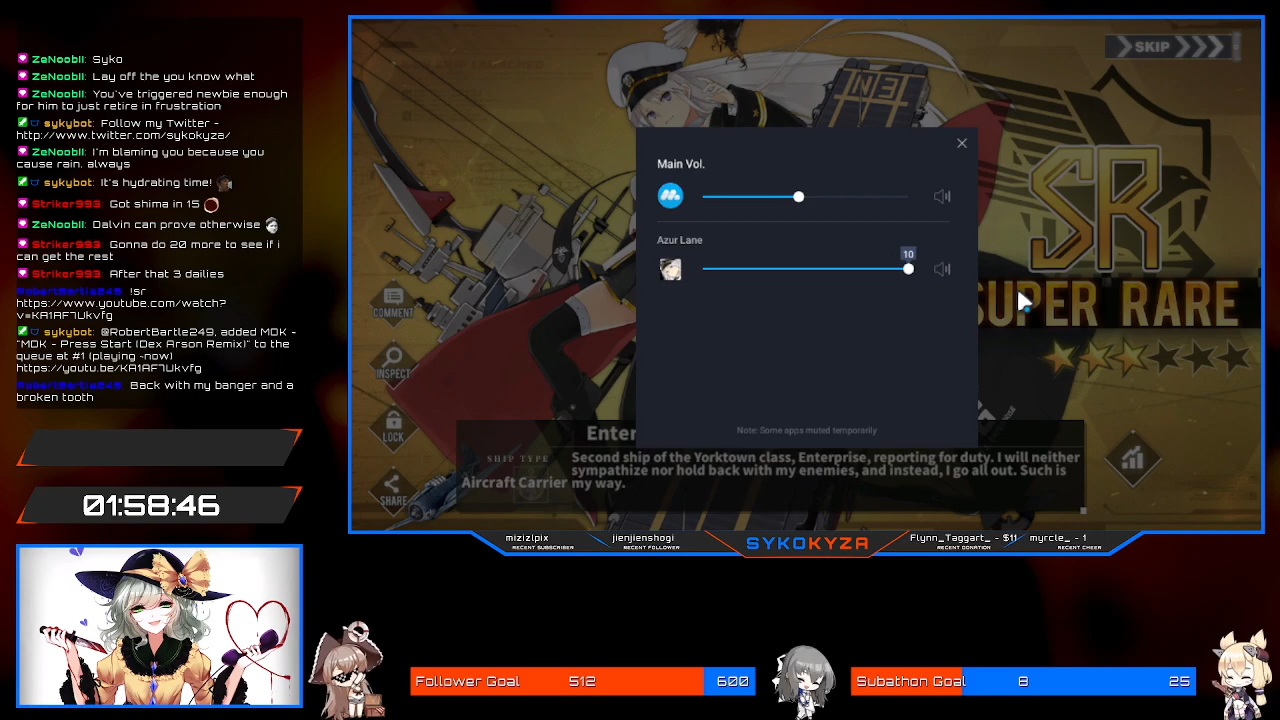 ZeNoobII: Syko
ZeNoobII: Lay off the you know what
ZeNoobII: You've triggered newbie enough
for him to just retire in frustration
sykybot: Follow my Twitter -
http://www.twitter.com/sykokyza/
ZeNoobII: I'm blaming you because you
cause rain. always
sykybot: It's hydrating time!
Striker993: Got shima in 15
ZeNoobII: Dalvin can prove otherwise
Striker993: Gonna do 20 more to see if i
can get the rest
Striker993: After that 3 dailies
RobertBartle249: !sr
https://www.youtube.com/watch?
v=KA1AF7Ukvfg
sykybot: @RobertBartle249, added MDK -
"MDK - Press Start (Dex Arson Remix)" to the
queue at #1 (playing ~now)
https://youtu.be/KA1AF7Ukvfg
RobertBartle249: Back with my banger and a
broken tooth
01:58:46
SKIP
Main Vol.
Azur Lane
10
Note: Some apps muted temporarily
SR
SUPER RARE
COMMENT
INSPECT
LOCK
SHARE
Enter
SHIP TYPE
Aircraft Carrier
Second ship of the Yorktown class, Enterprise, reporting for duty. I will neither
sympathize nor hold back with my enemies, and instead, I go all out. Such is
my way.
mizizipix
RECENT SUBSCRIBER
jienjienshogi
RECENT FOLLOWER
SYKOKYZA
Flynn_Taggart_ - $11
RECENT DONATION
myrcle_ - 1
RECENT CHEER
Follower Goal 512 600
Subathon Goal 8 25